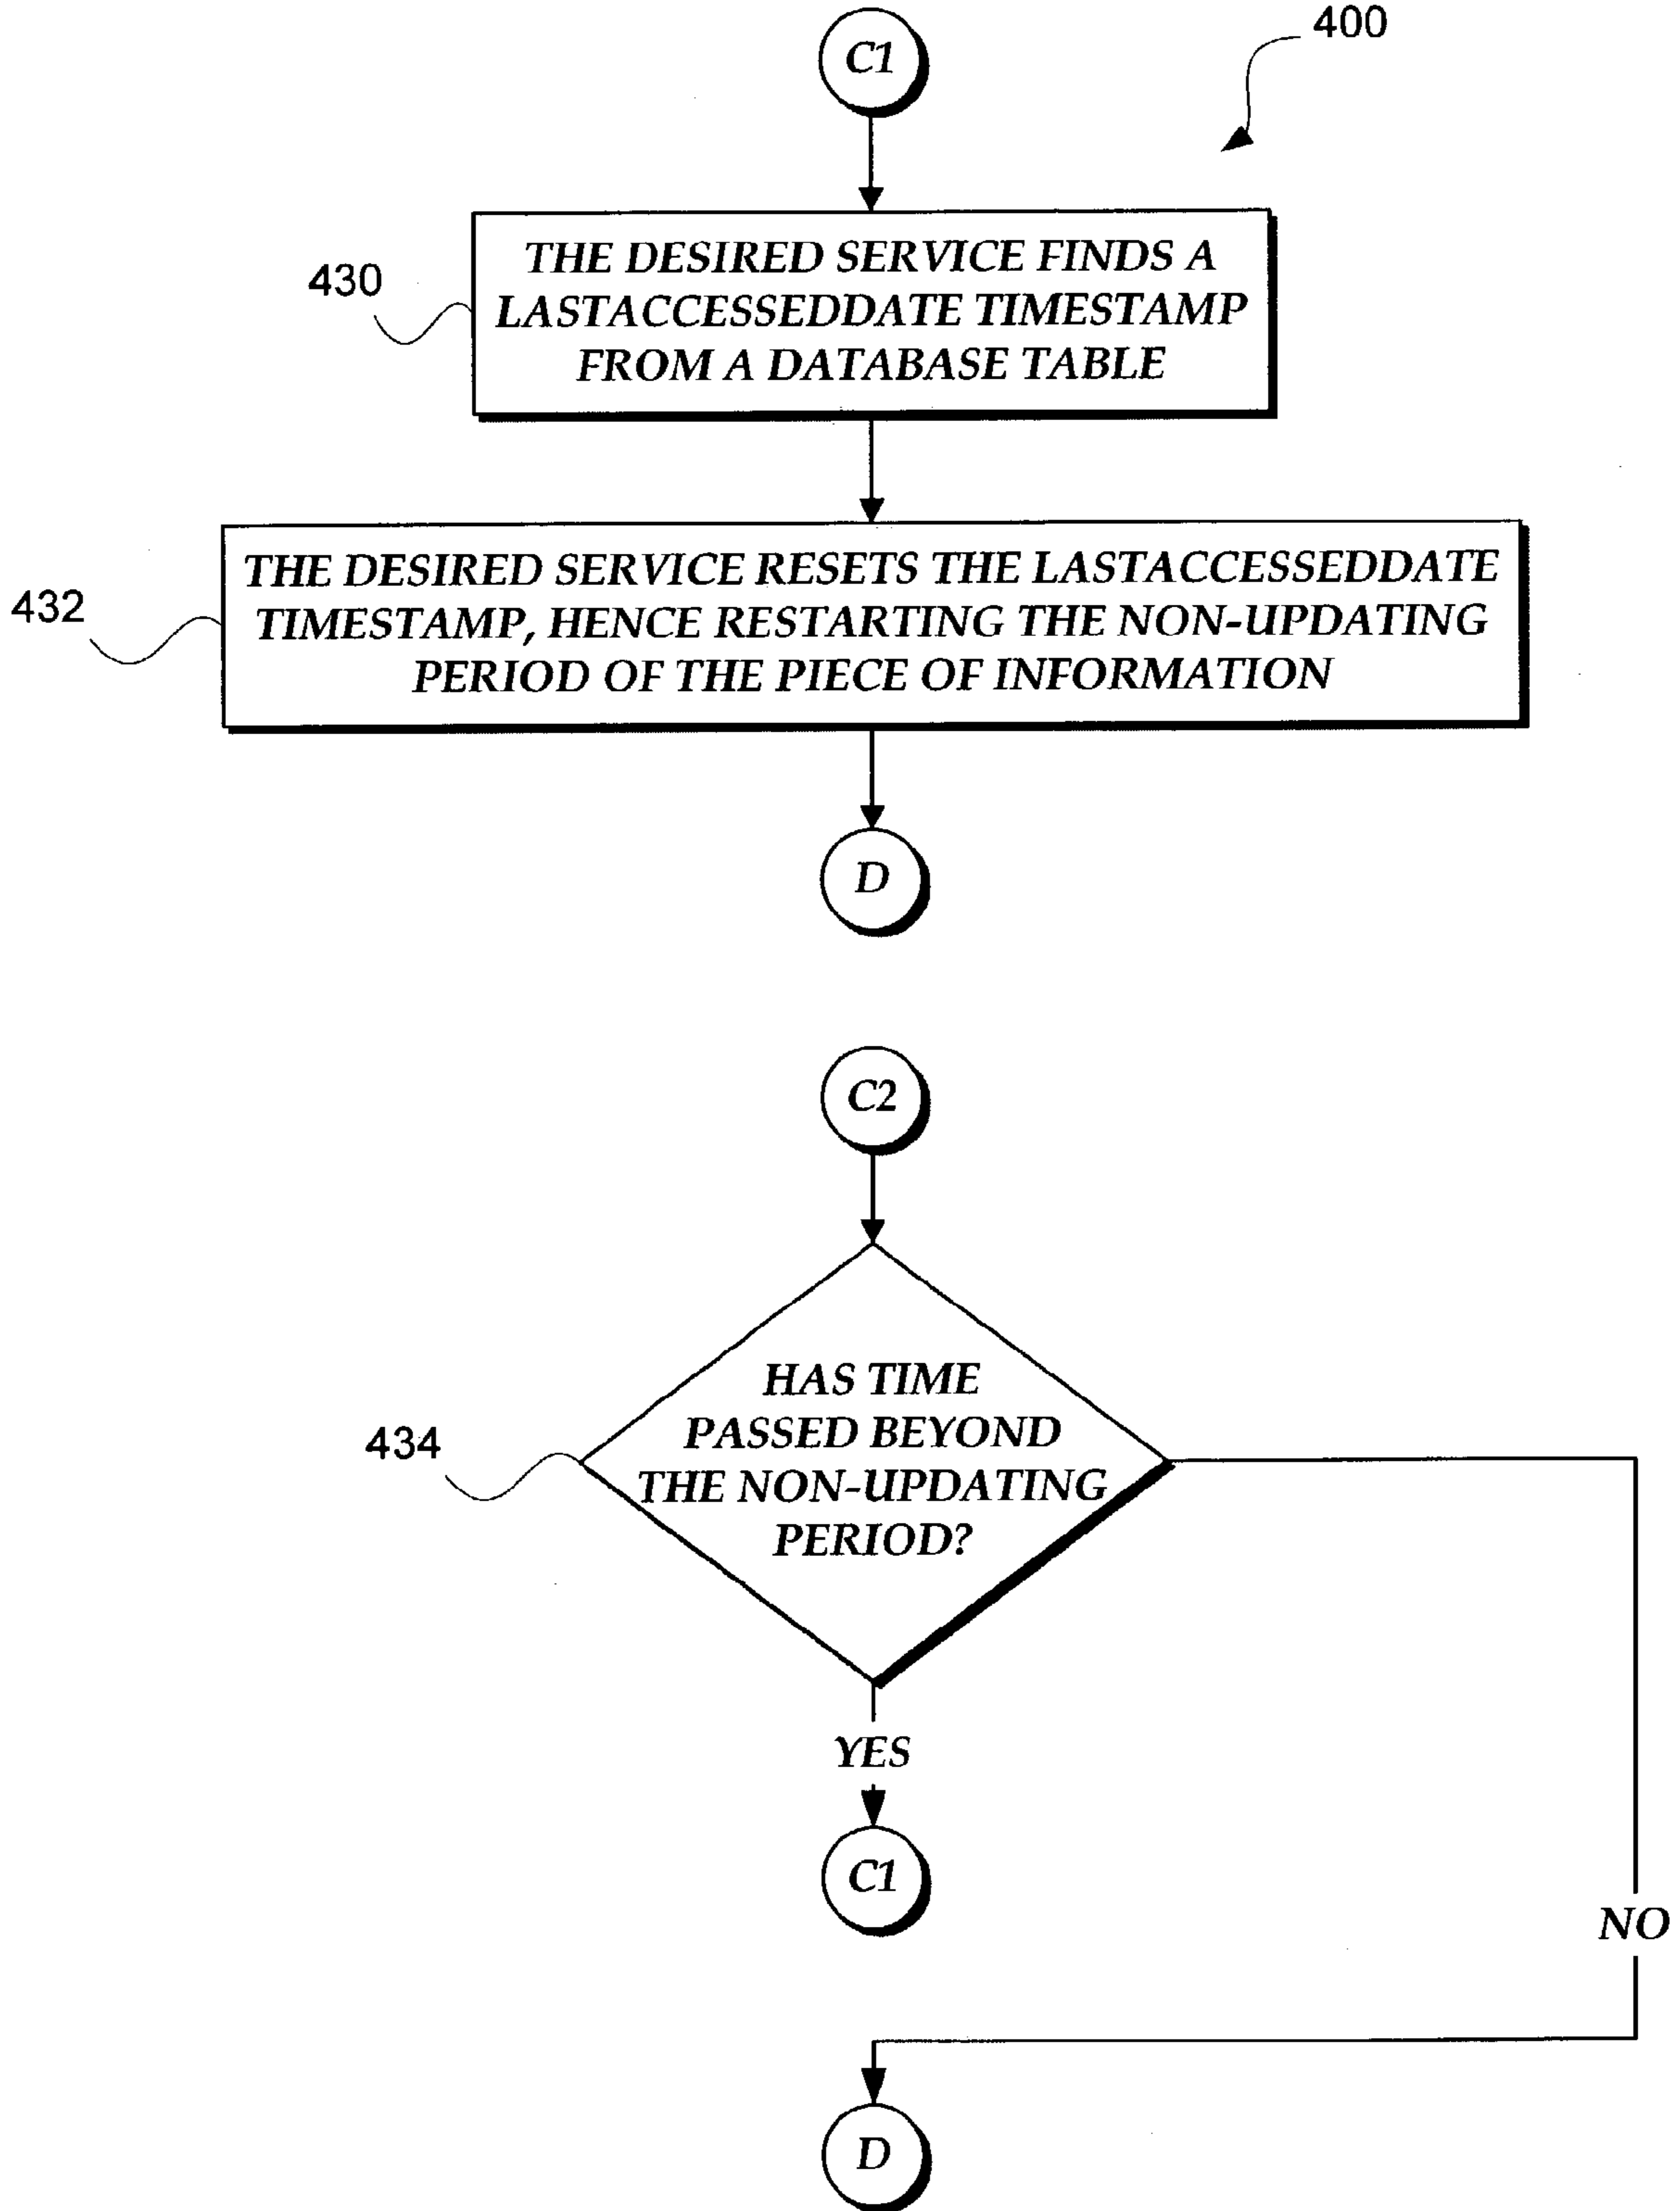 C1
400
430
THE DESIRED SERVICE FINDS A
LASTACCESSEDDATE TIMESTAMP
FROM A DATABASE TABLE
432
THE DESIRED SERVICE RESETS THE LASTACCESSEDDATE
TIMESTAMP, HENCE RESTARTING THE NON-UPDATING
PERIOD OF THE PIECE OF INFORMATION
D
C2
434
HAS TIME
PASSED BEYOND
THE NON-UPDATING
PERIOD?
YES
C1
NO
D